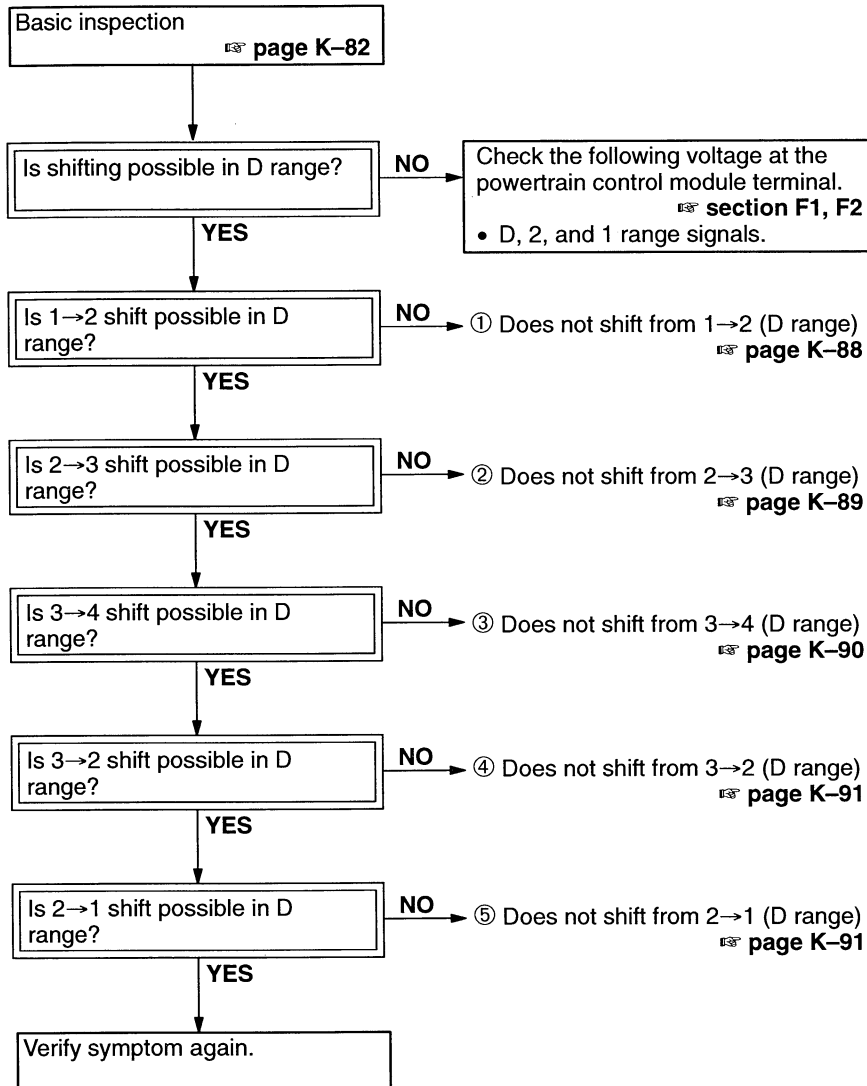 Basic inspection
☞ page K–82
Is shifting possible in D range?
NO
Check the following voltage at the
powertrain control module terminal.
☞ section F1, F2
• D, 2, and 1 range signals.
YES
Is 1→2 shift possible in D
range?
NO
① Does not shift from 1→2 (D range)
☞ page K–88
YES
Is 2→3 shift possible in D
range?
NO
② Does not shift from 2→3 (D range)
☞ page K–89
YES
Is 3→4 shift possible in D
range?
NO
③ Does not shift from 3→4 (D range)
☞ page K–90
YES
Is 3→2 shift possible in D
range?
NO
④ Does not shift from 3→2 (D range)
☞ page K–91
YES
Is 2→1 shift possible in D
range?
NO
⑤ Does not shift from 2→1 (D range)
☞ page K–91
YES
Verify symptom again.